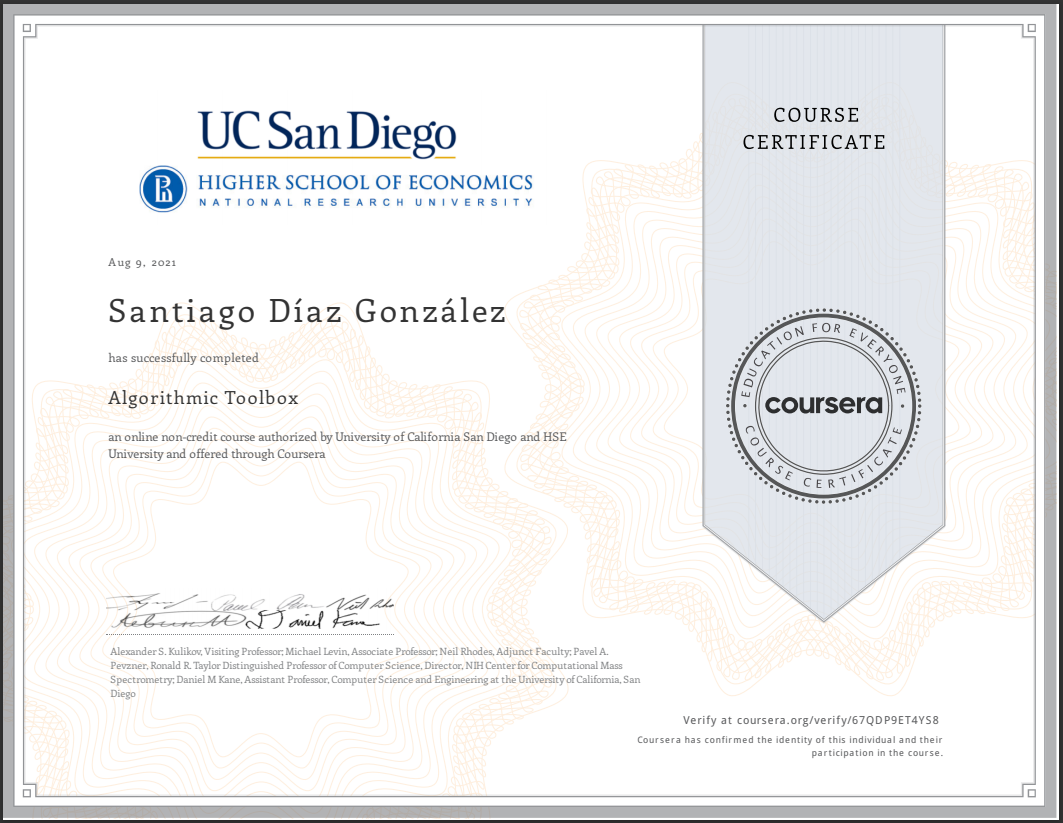 COURSE
CERTIFICATE
UC San Diego
HIGHER SCHOOL OF ECONOMICS
NATIONAL RESEARCH UNIVERSITY
Aug 9, 2021
Santiago Díaz González
has successfully completed
Algorithmic Toolbox
an online non-credit course authorized by University of California San Diego and HSE
University and offered through Coursera
EDUCATION FOR EVERYONE
coursera
COURSE CERTIFICATE
Daniel Kane
Alexander S. Kulikov, Visiting Professor; Michael Levin, Associate Professor; Neil Rhodes, Adjunct Faculty; Pavel A.
Pevzner, Ronald R. Taylor Distinguished Professor of Computer Science, Director, NIH Center for Computational Mass
Spectrometry; Daniel M Kane, Assistant Professor, Computer Science and Engineering at the University of California, San
Diego
Verify at coursera.org/verify/67QDP9ET4YS8
Coursera has confirmed the identity of this individual and their
participation in the course.